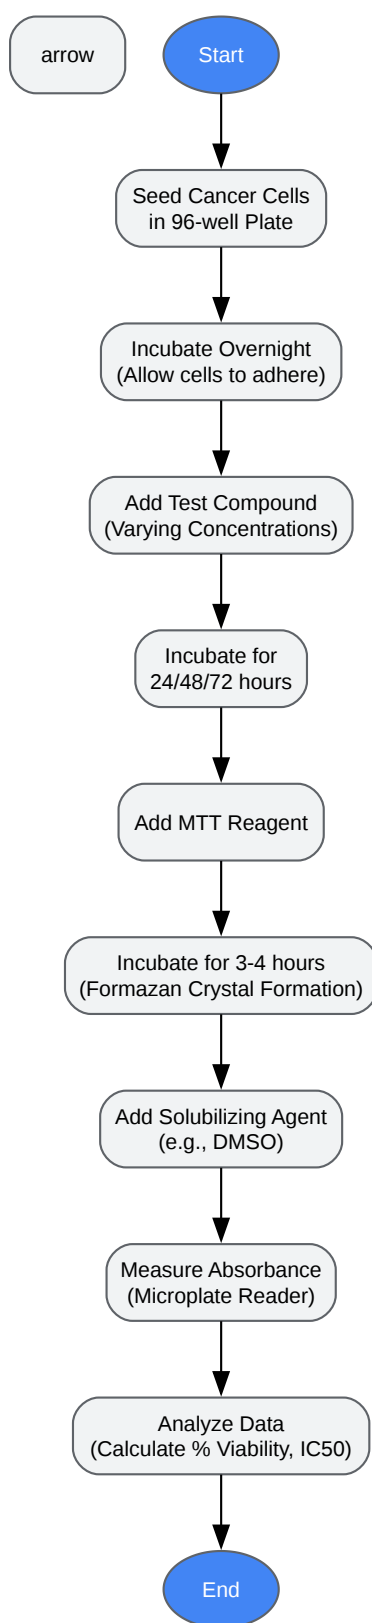 arrow
Start
Seed Cancer Cells
in 96-well Plate
Incubate Overnight
(Allow cells to adhere)
Add Test Compound
(Varying Concentrations)
Incubate for
24/48/72 hours
Add MTT Reagent
Incubate for 3-4 hours
(Formazan Crystal Formation)
Add Solubilizing Agent
(e.g., DMSO)
Measure Absorbance
(Microplate Reader)
Analyze Data
(Calculate % Viability, IC50)
End